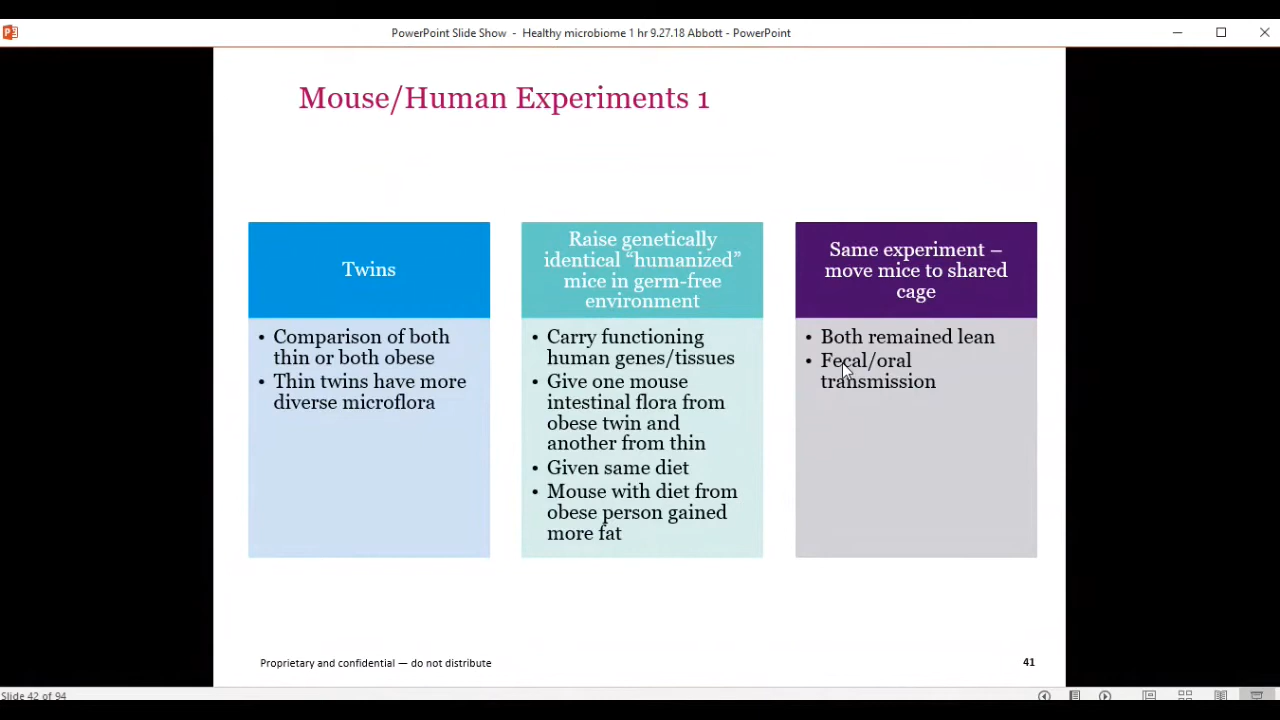 PowerPoint Slide Show - Healthy microbiome 1 hr 9.27.18 Abbott - PowerPoint
Mouse/Human Experiments 1
Twins
• Comparison of both
thin or both obese
• Thin twins have more
diverse microflora
Raise genetically
identical “humanized”
mice in germ-free
environment
• Carry functioning
human genes/tissues
• Give one mouse
intestinal flora from
obese twin and
another from thin
• Given same diet
• Mouse with diet from
obese person gained
more fat
Same experiment –
move mice to shared
cage
• Both remained lean
• Fecal/oral
transmission
Proprietary and confidential — do not distribute
41
Slide 42 of 94